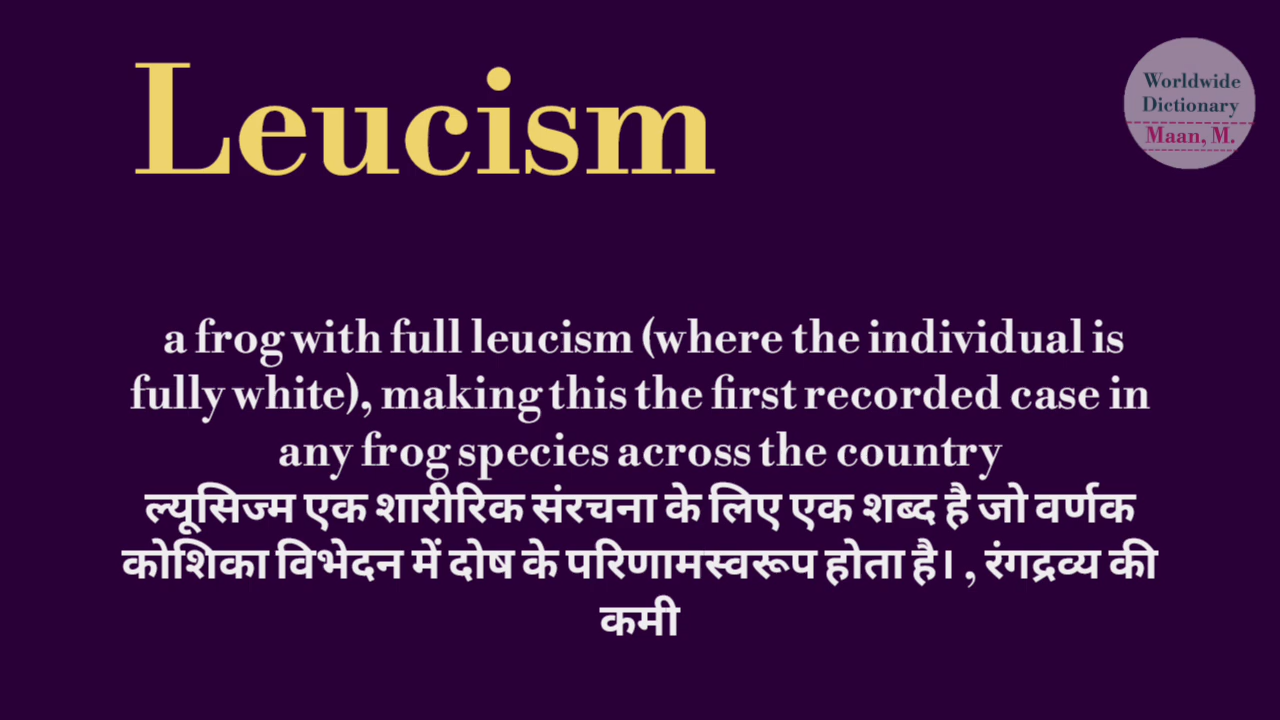 Leucism
Worldwide
Dictionary
Maan, M.
a frog with full leucism (where the individual is
fully white), making this the first recorded case in
any frog species across the country
ल्यूसिज्म एक शारीरिक संरचना के लिए एक शब्द है जो वर्णक
कोशिका विभेदन में दोष के परिणामस्वरूप होता है। , रंगद्रव्य की
कमी